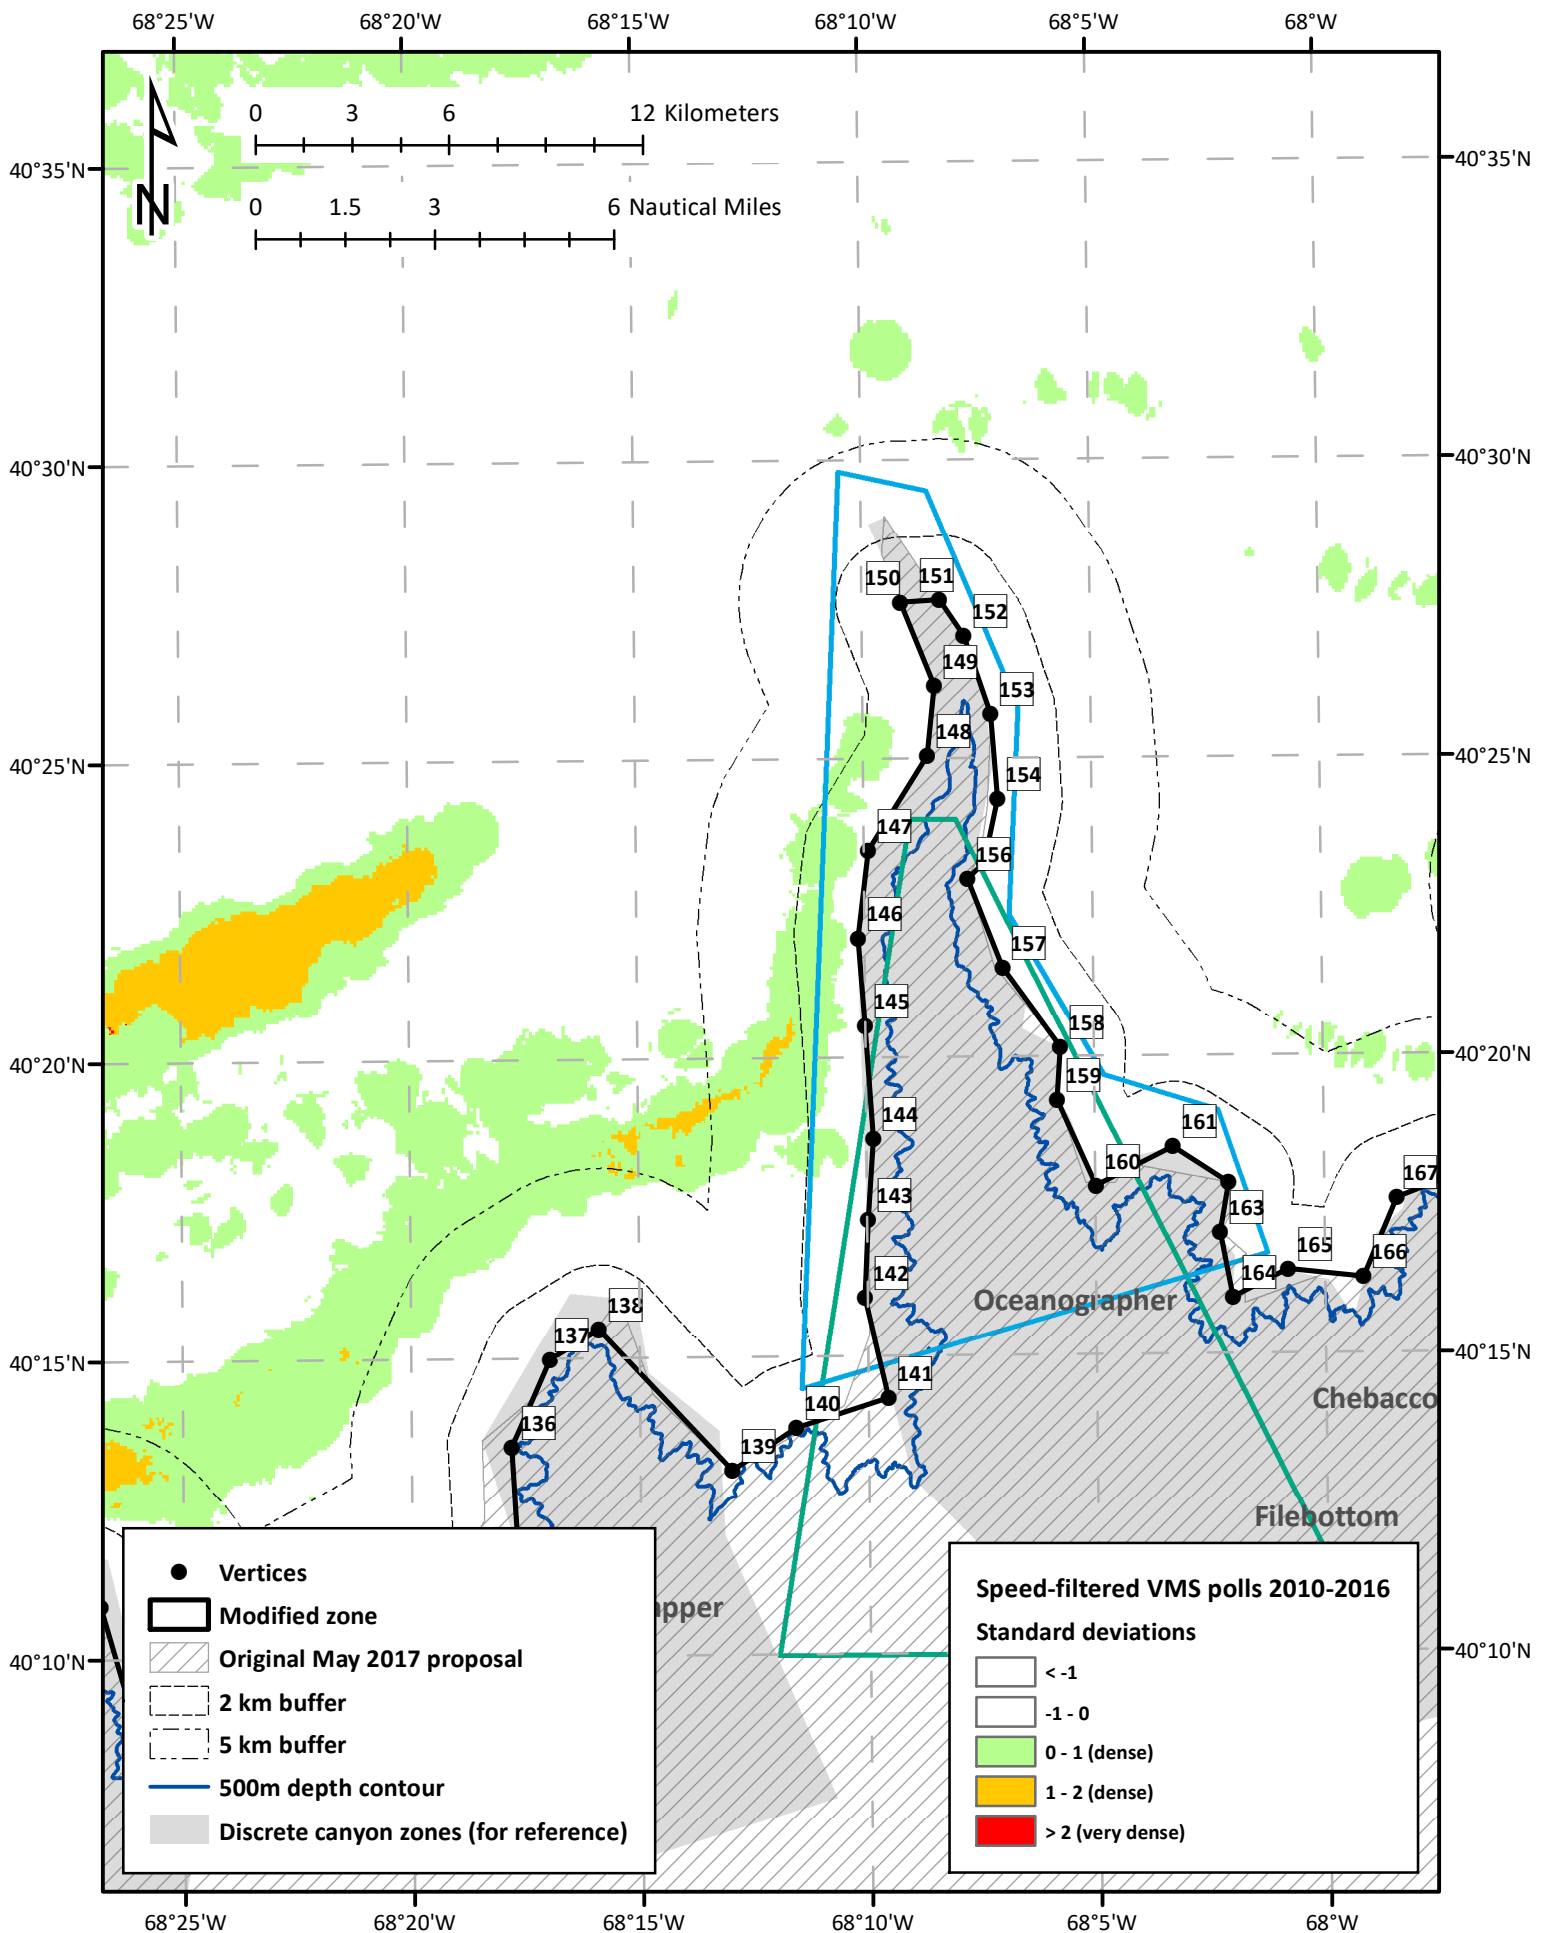 68°25'W 68°20'W 68°15'W 68°10'W 68°5'W 68°W
0 3 6 12 Kilometers
40°35'N 40°35'N
N
0 1.5 3 6 Nautical Miles
40°30'N 40°30'N
150 151
152
149
153
148
40°25'N 40°25'N
154
147
156
146
157
145
158
40°20'N 40°20'N
159
144
161
160
167
143
163
165
166
142
164
Oceanographer
138
137
40°15'N 40°15'N
141
Chebacco
140
136
139
Filebottom
Vertices
Modified zone
Original May 2017 proposal
2 km buffer
5 km buffer
500m depth contour
Discrete canyon zones (for reference)
pper
Speed-filtered VMS polls 2010-2016
Standard deviations
< -1
-1 - 0
0 - 1 (dense)
1 - 2 (dense)
> 2 (very dense)
40°10'N 40°10'N
68°25'W 68°20'W 68°15'W 68°10'W 68°5'W 68°W